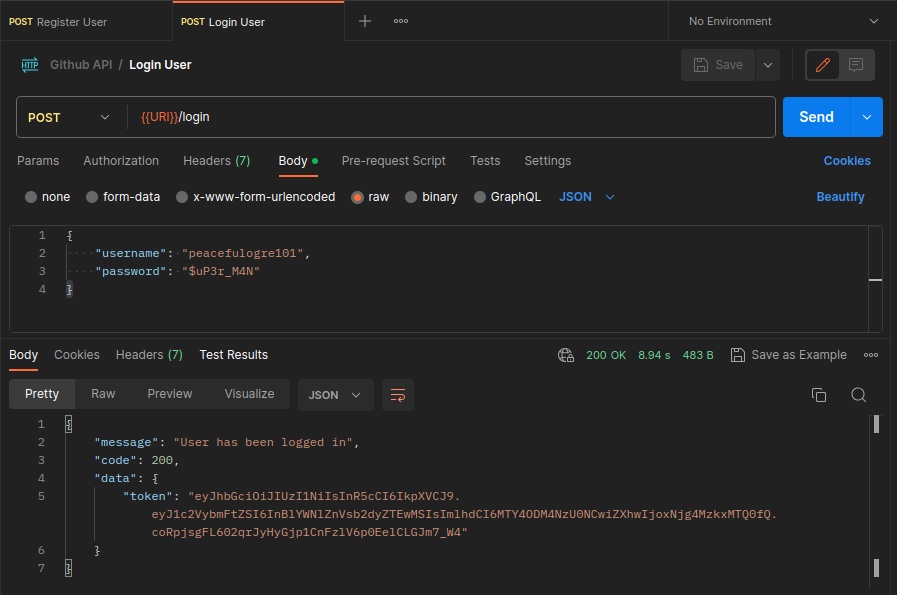 POST Register User POST Login User No Environment
HTTP Github API / Login User Save
POST {{URI}}/login Send
Params Authorization Headers (7) Body Pre-request Script Tests Settings Cookies
none form-data x-www-form-urlencoded raw binary GraphQL JSON Beautify
1 {
2 "username": "peacefulogre101",
3 "password": "$uP3r_M4N"
4 }
Body Cookies Headers (7) Test Results 200 OK 8.94 s 483 B Save as Example
Pretty Raw Preview Visualize JSON
1 {
2 "message": "User has been logged in",
3 "code": 200,
4 "data": {
5 "token": "eyJhbGciOiJIUzI1NiIsInR5cCI6IkpXVCJ9.
eyJ1c2VybmFtZSI6InBlYWNlZnVsb2dyZTEwMSIsImlhdCI6MTY4ODM4NzU0NCwiZXhwIjoxNjg4MzkxMTQ0fQ.
coRpjsgFL602qrJyHyGjp1CnFzlV6p0EelCLGJm7_W4"
6 }
7 }